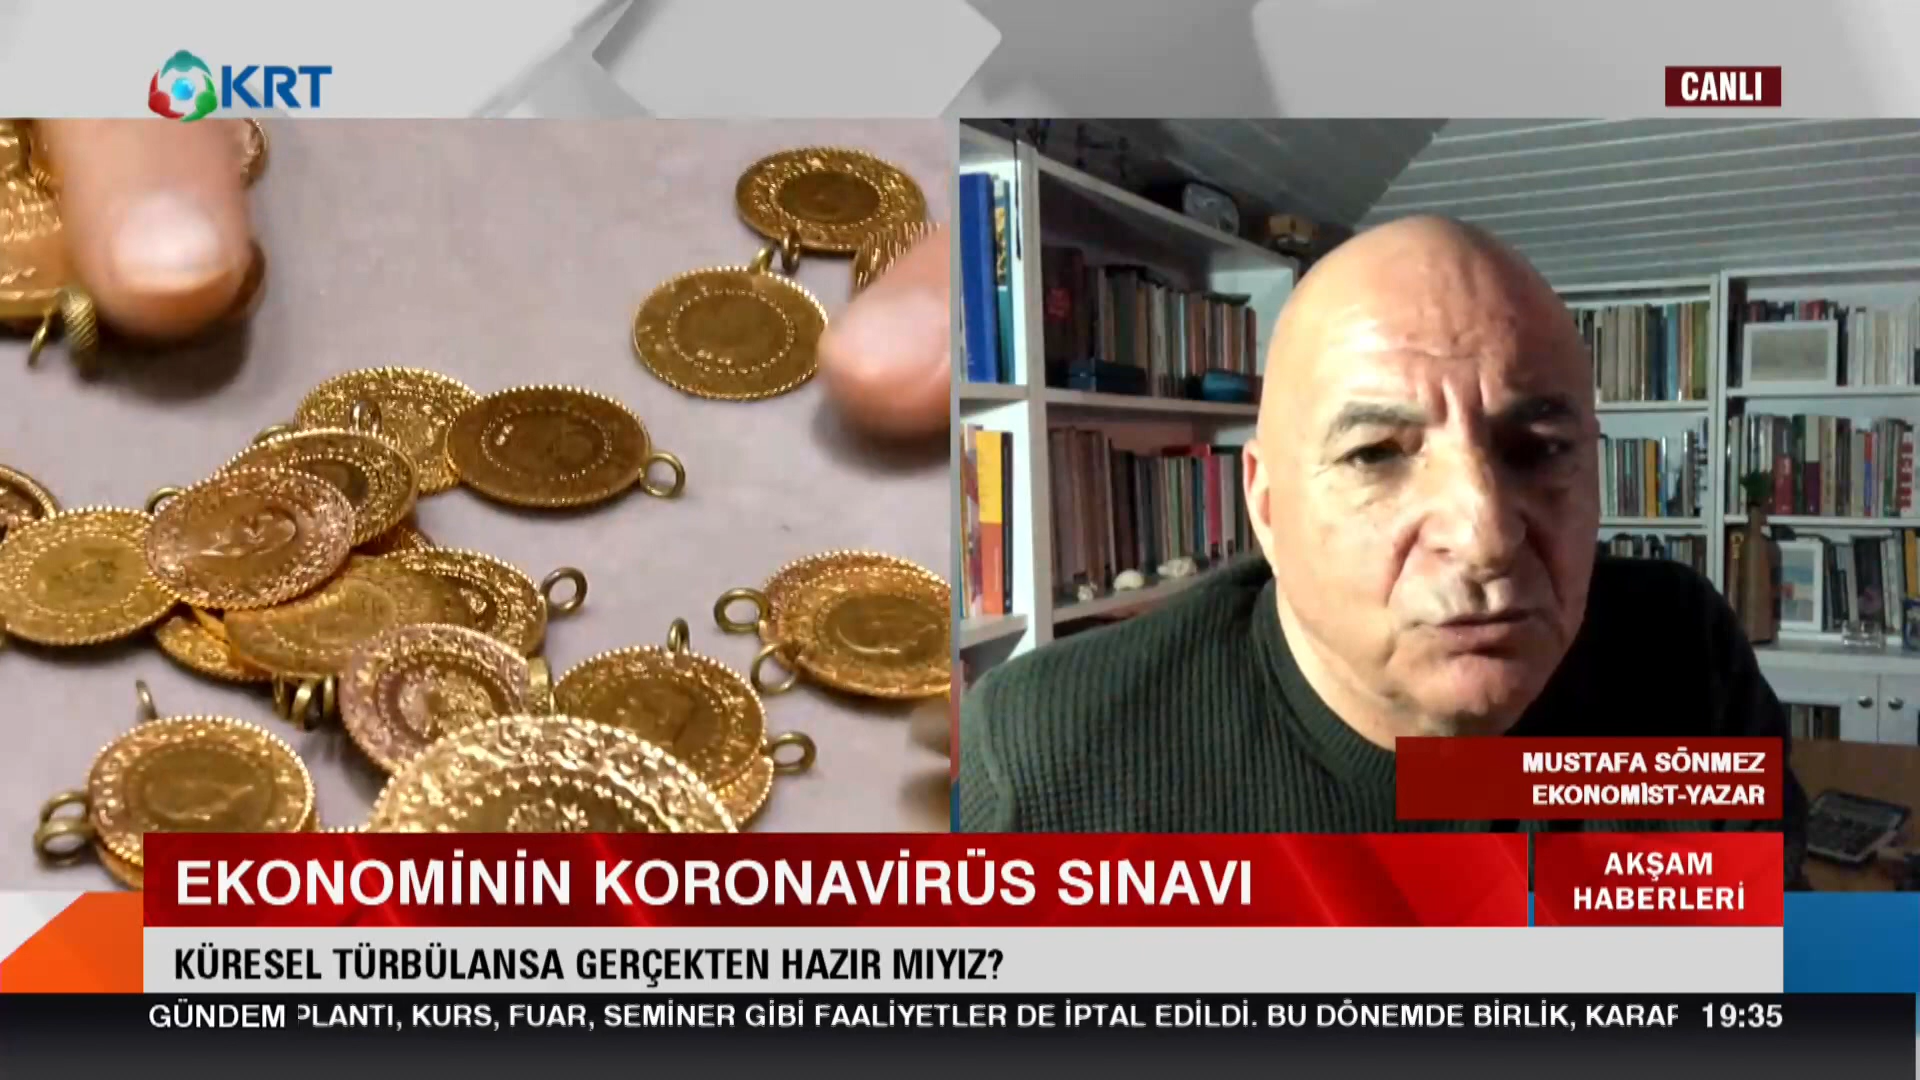 KRT
CANLI
MUSTAFA SÖNMEZ
EKONOMİST-YAZAR
EKONOMİNİN KORONAVİRÜS SINAVI
AKŞAM
HABERLERİ
KÜRESEL TÜRBÜLANSA GERÇEKTEN HAZIR MIYIZ?
GÜNDEM PLANTI, KURS, FUAR, SEMİNER GİBİ FAALİYETLER DE İPTAL EDİLDİ. BU DÖNEMDE BİRLİK, KARAR 19:35